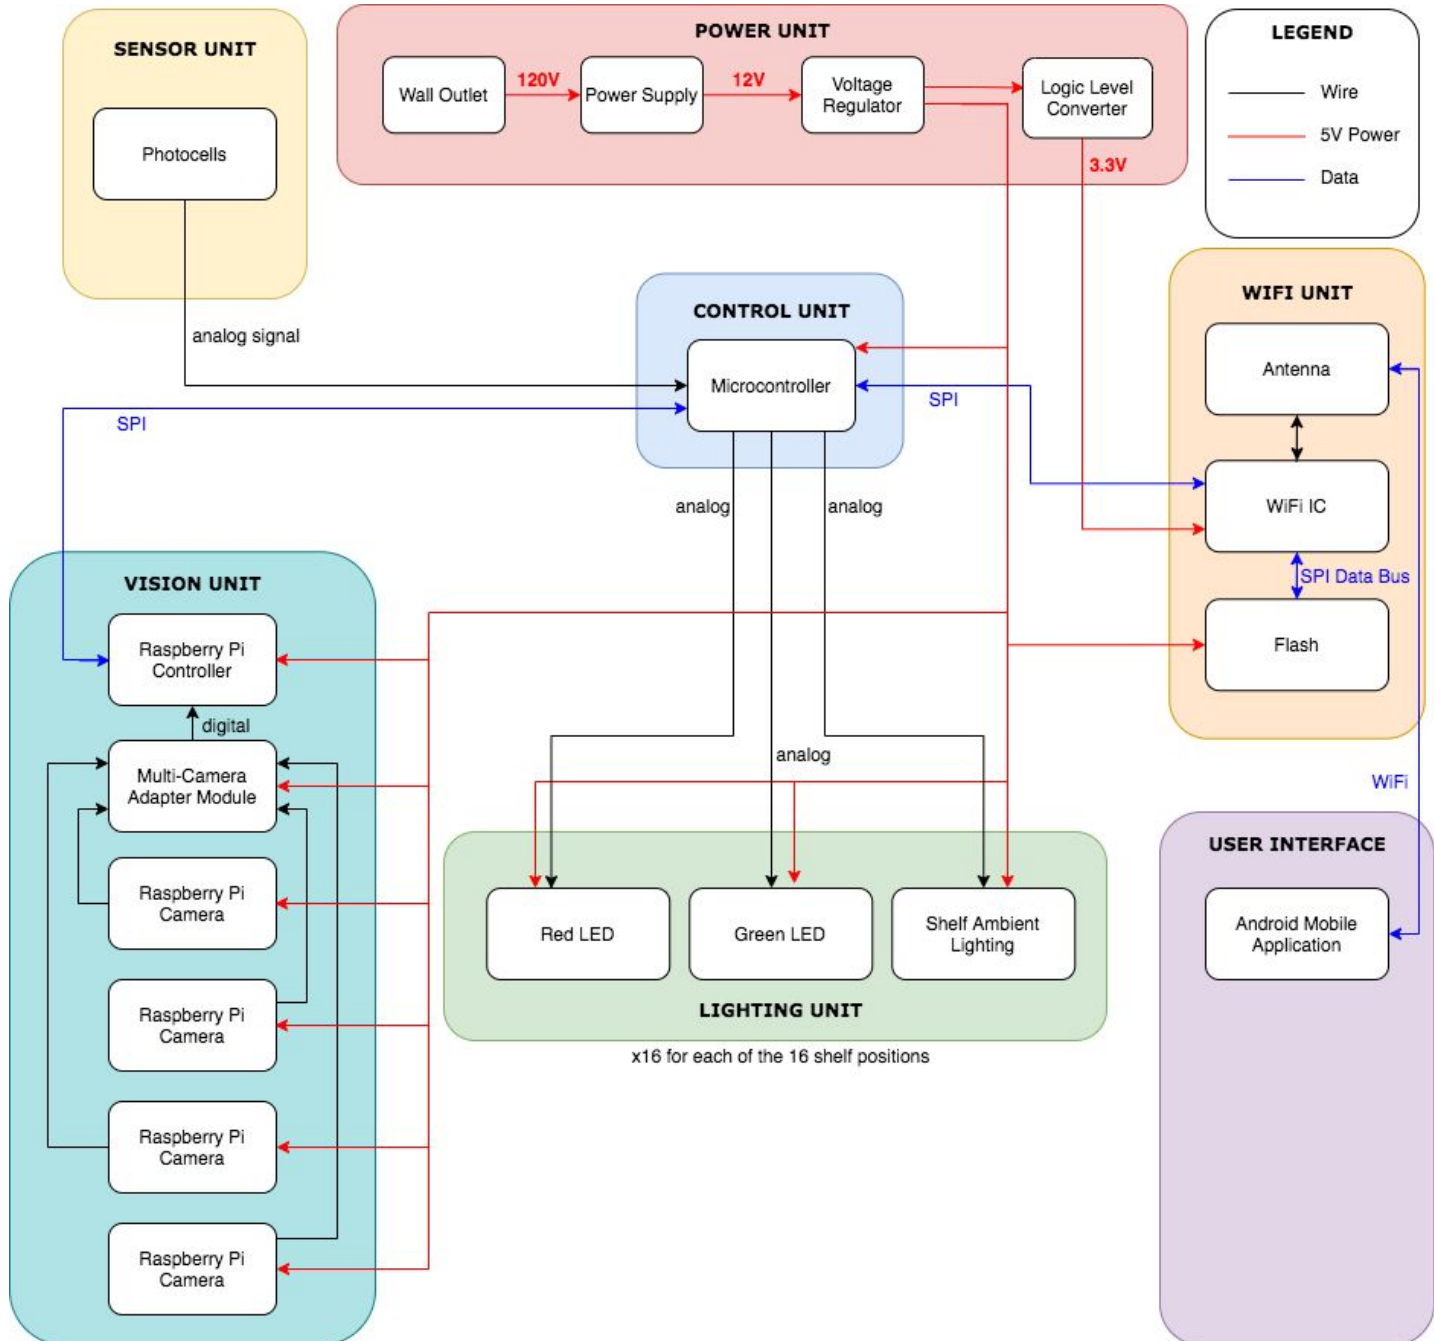 SENSOR UNIT
Photocells
analog signal
POWER UNIT
Wall Outlet
120V
Power Supply
12V
Voltage
Regulator
Logic Level
Converter
3.3V
LEGEND
Wire
5V Power
Data
CONTROL UNIT
Microcontroller
SPI
SPI
analog
analog
analog
WIFI UNIT
Antenna
WiFi IC
SPI Data Bus
Flash
WiFi
VISION UNIT
Raspberry Pi
Controller
digital
Multi-Camera
Adapter Module
Raspberry Pi
Camera
Raspberry Pi
Camera
Raspberry Pi
Camera
Raspberry Pi
Camera
Red LED
Green LED
Shelf Ambient
Lighting
LIGHTING UNIT
x16 for each of the 16 shelf positions
USER INTERFACE
Android Mobile
Application